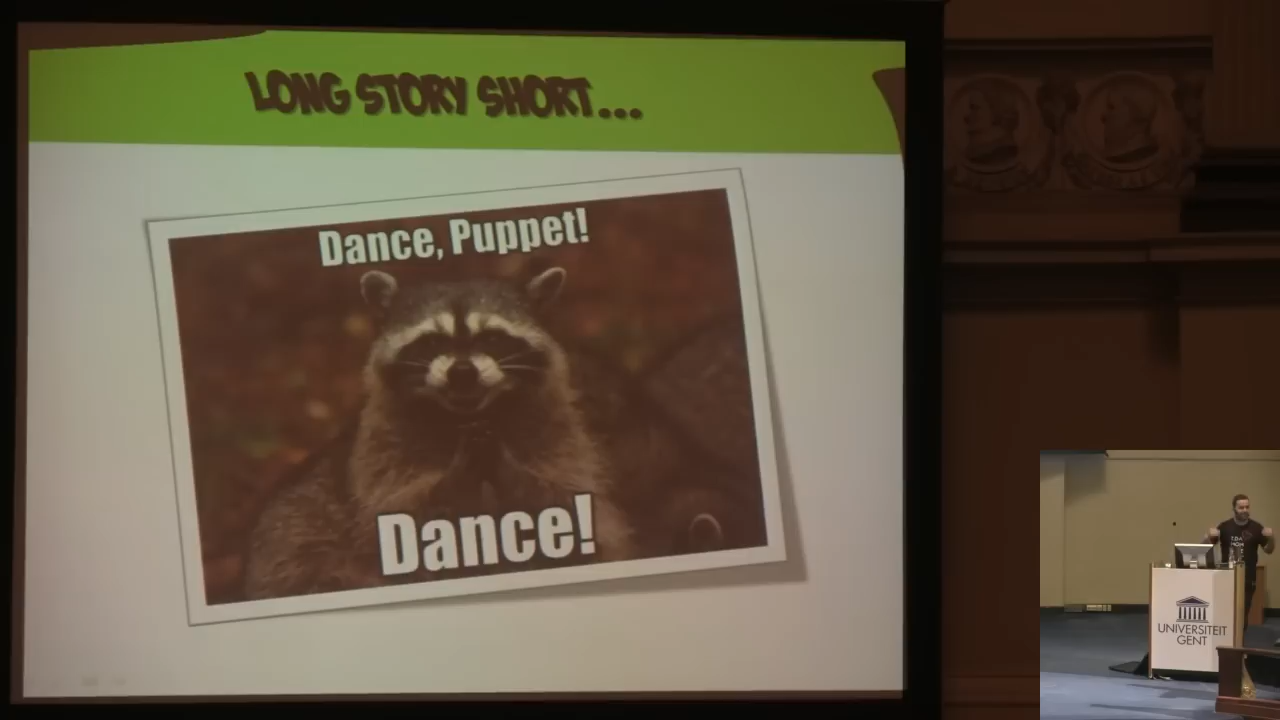 LONG STORY SHORT...
Dance, Puppet!
Dance!
UNIVERSITEIT
GENT